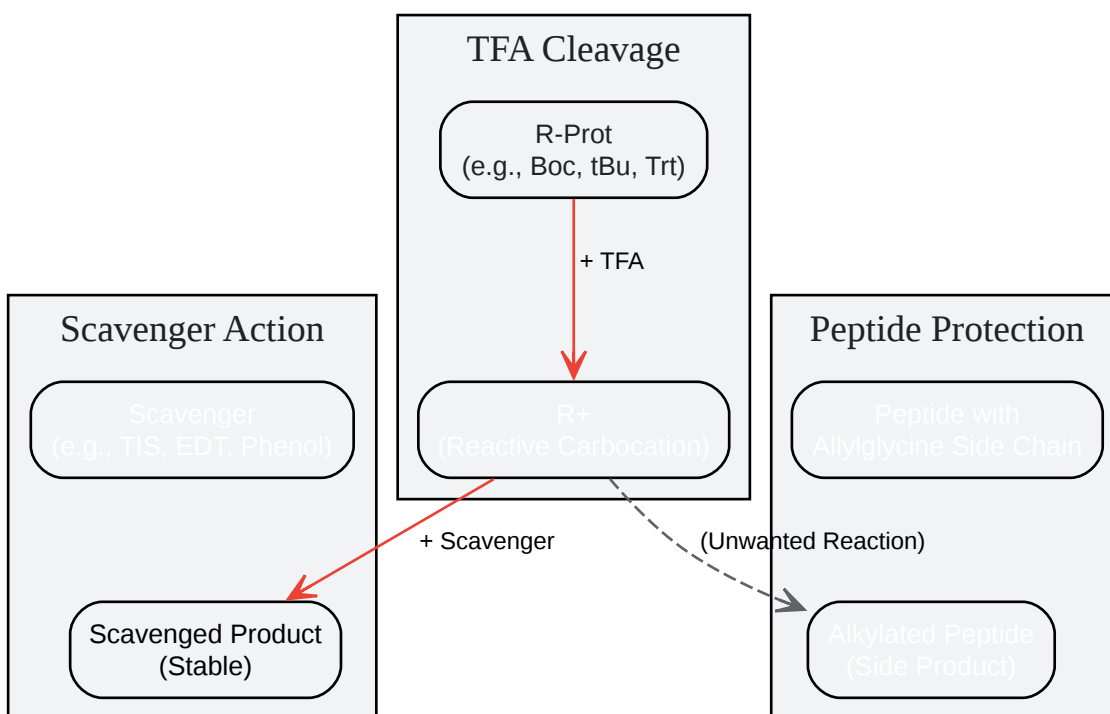 TFA Cleavage
R-Prot
(e.g., Boc, tBu, Trt)
+ TFA
R+
(Reactive Carbocation)
Scavenger Action
Scavenger
(e.g., TIS, EDT, Phenol)
+ Scavenger
Scavenged Product
(Stable)
Peptide Protection
Peptide with
Allylglycine Side Chain
(Unwanted Reaction)
Alkylated Peptide
(Side Product)